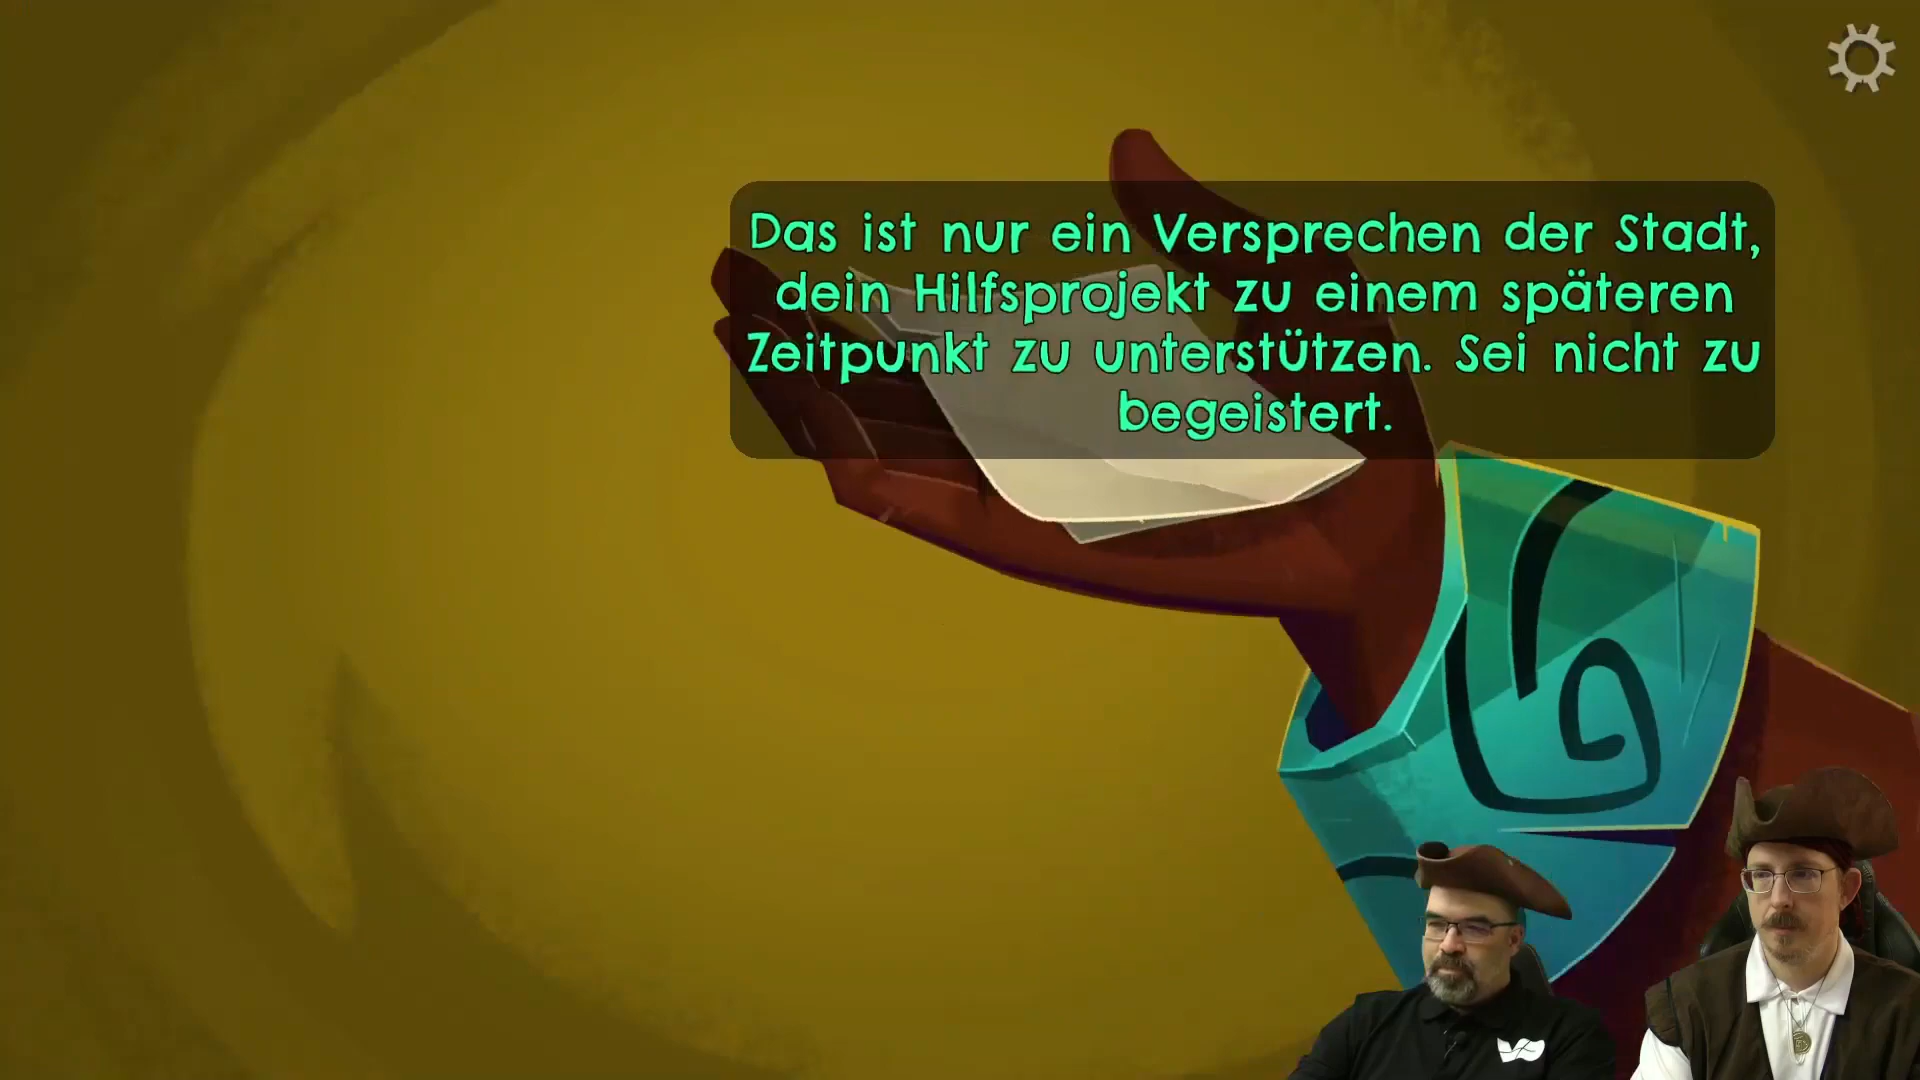 Das ist nur ein Versprechen der Stadt,
dein Hilfsprojekt zu einem späteren
Zeitpunkt zu unterstützen. Sei nicht zu
begeistert.